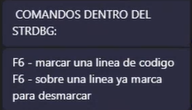 COMANDOS DENTRO DEL
STRDBG:
F6 - marcar una linea de codigo
F6 - sobre una linea ya marca
para desmarcar